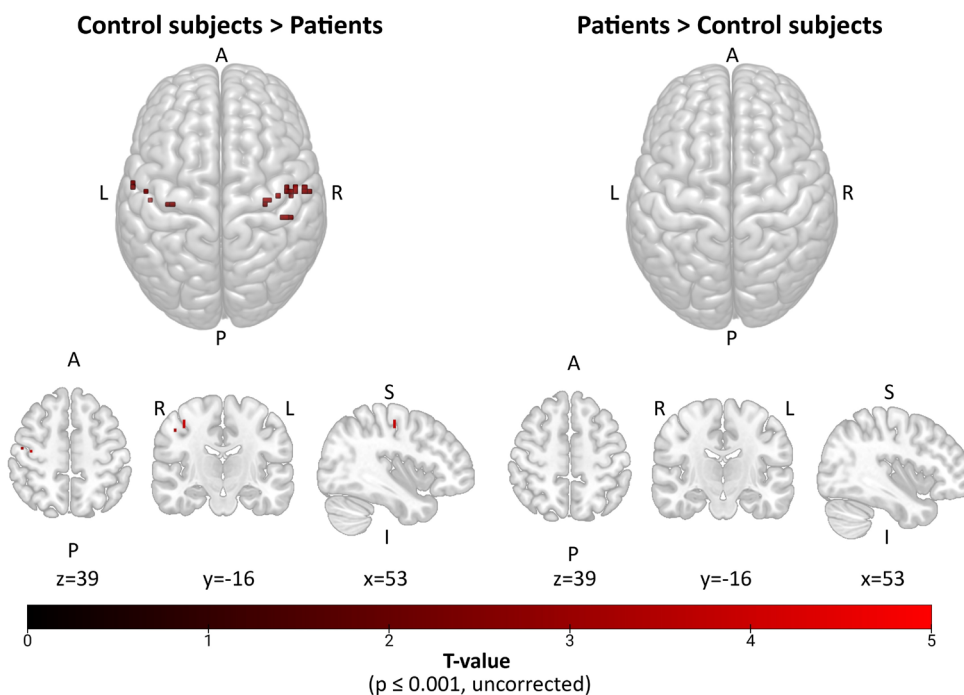 Control subjects > Patients
Patients > Control subjects
A
L
R
P
L
R
P
A
P
z=39
R
L
y=-16
S
I
x=53
A
P
z=39
R
L
y=-16
S
I
x=53
0
1
2
3
4
5
T-value
(p ≤ 0.001, uncorrected)